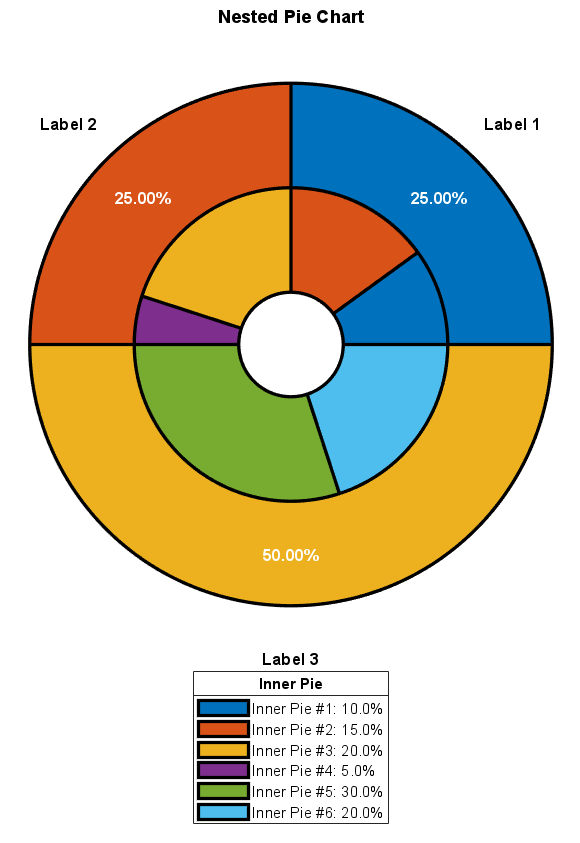 Nested Pie Chart
Label 2
Label 1
25.00%
25.00%
50.00%
Label 3
Inner Pie
Inner Pie #1: 10.0%
Inner Pie #2: 15.0%
Inner Pie #3: 20.0%
Inner Pie #4: 5.0%
Inner Pie #5: 30.0%
Inner Pie #6: 20.0%